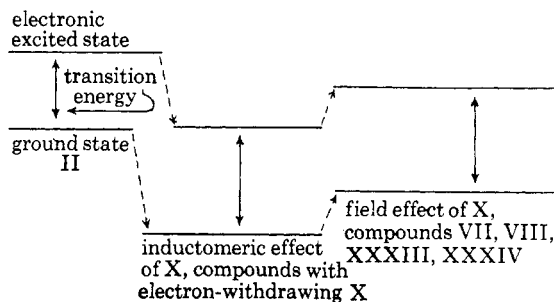 electronic
excited state
transition
energy
ground state
II
inductomeric effect
of X, compounds with
electron-withdrawing X
field effect of X,
compounds VII, VIII,
XXXIII, XXXIV